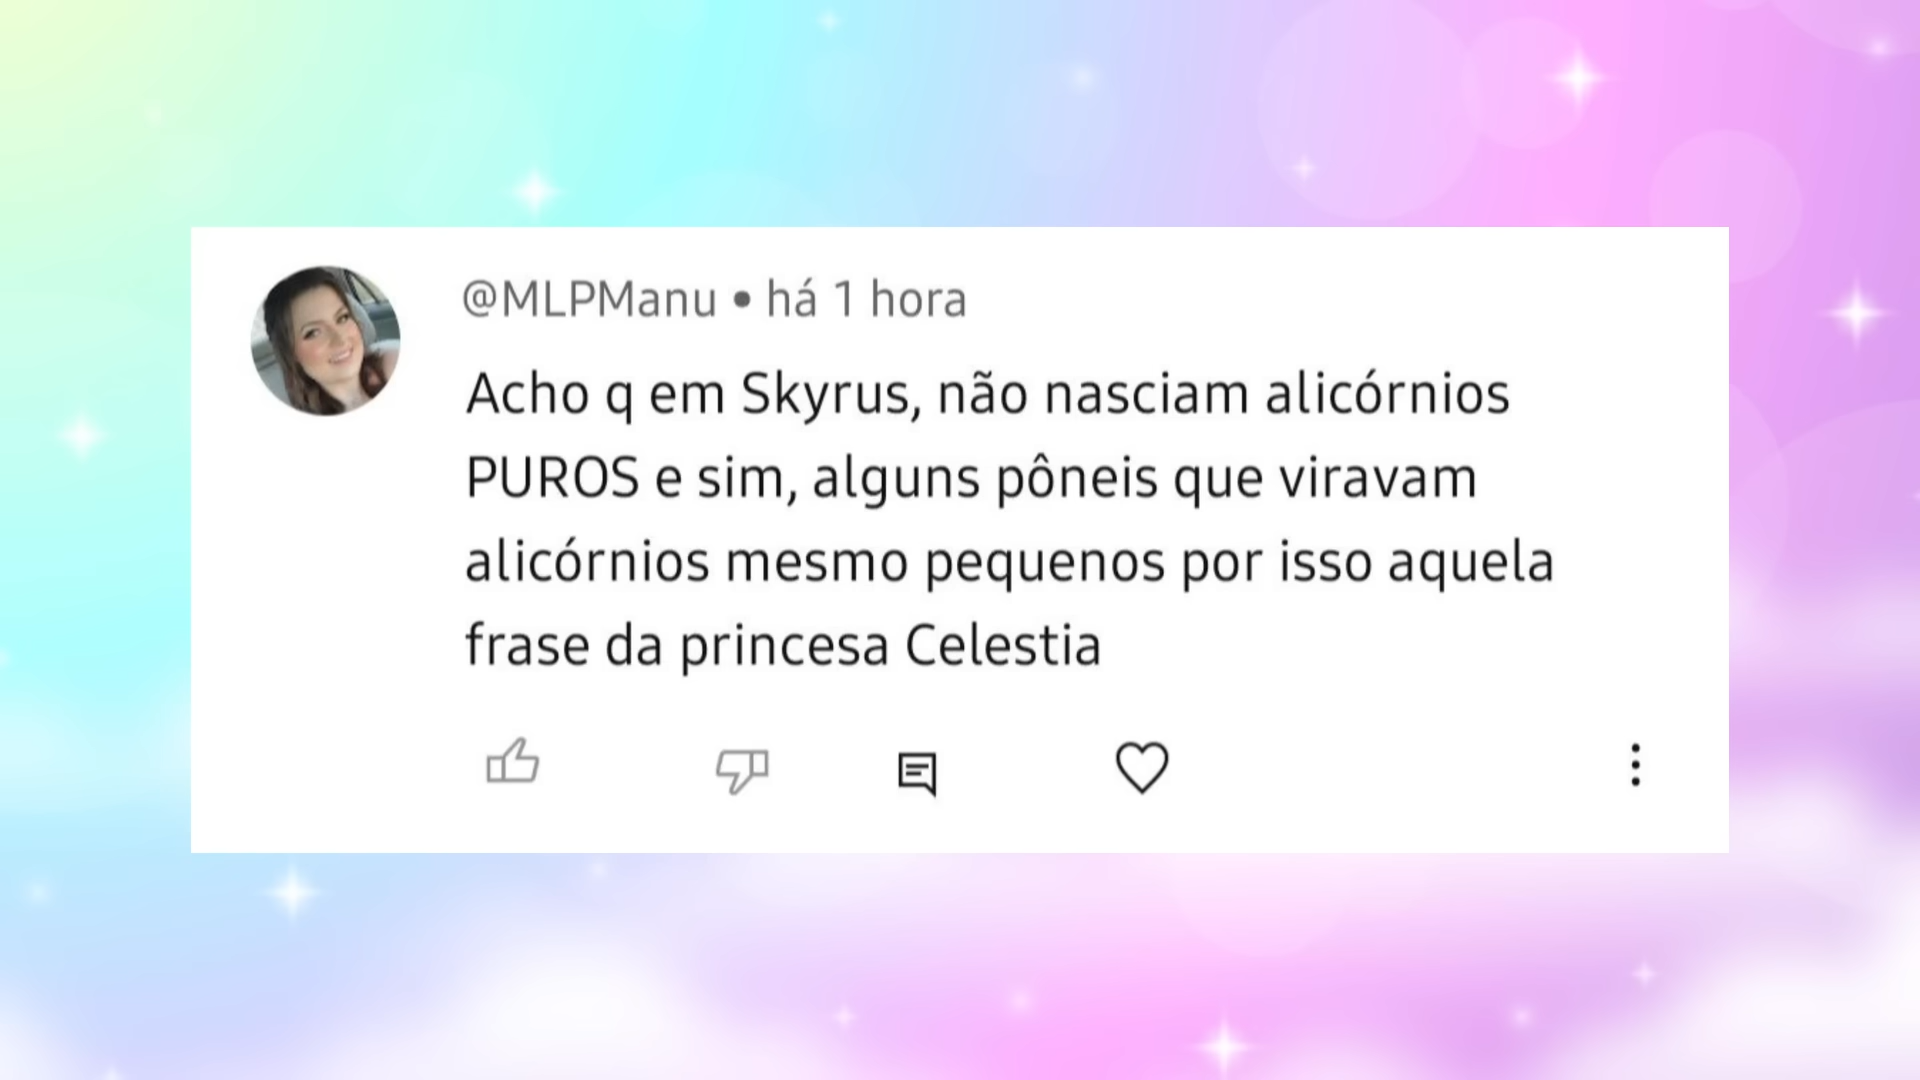 @MLPManu • há 1 hora
Acho q em Skyrus, não nasciam alicórnios
PUROS e sim, alguns pôneis que viravam
alicórnios mesmo pequenos por isso aquela
frase da princesa Celestia